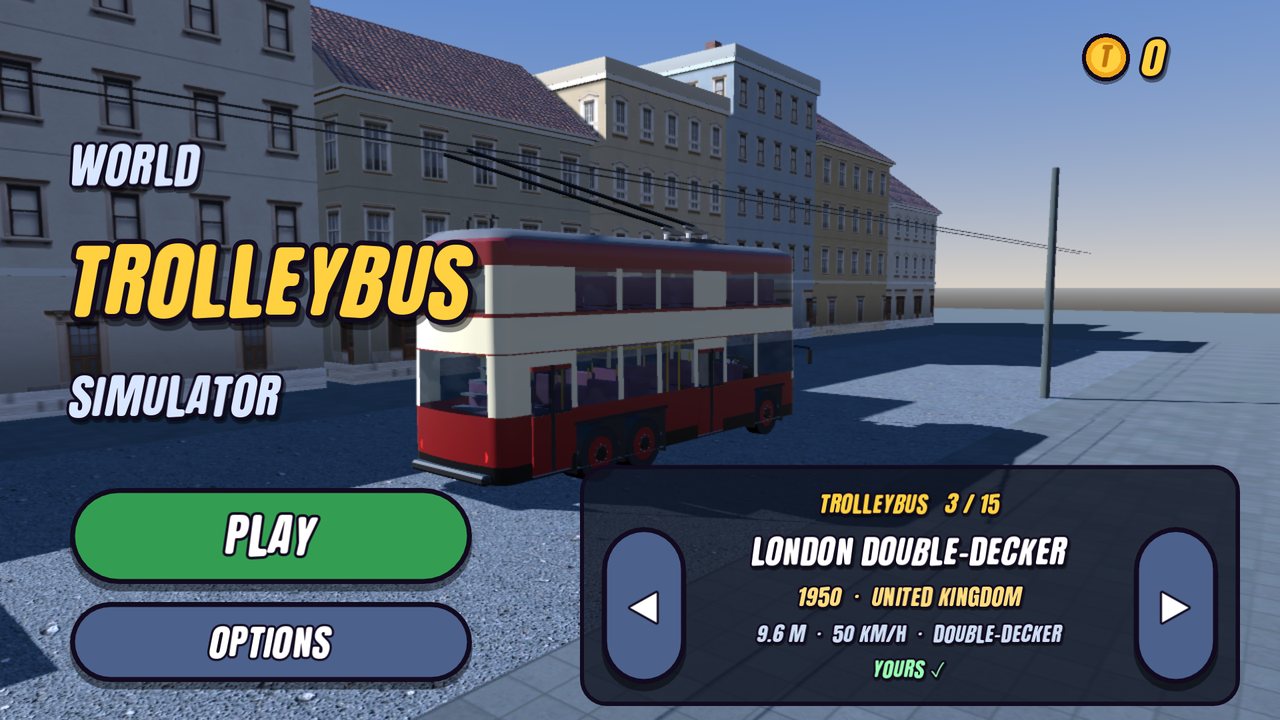 T 0
WORLD
TROLLEYBUS
SIMULATOR
PLAY
OPTIONS
TROLLEYBUS 3 / 15
LONDON DOUBLE-DECKER
1950 · UNITED KINGDOM
9.6 M · 50 KM/H · DOUBLE-DECKER
YOURS ✓